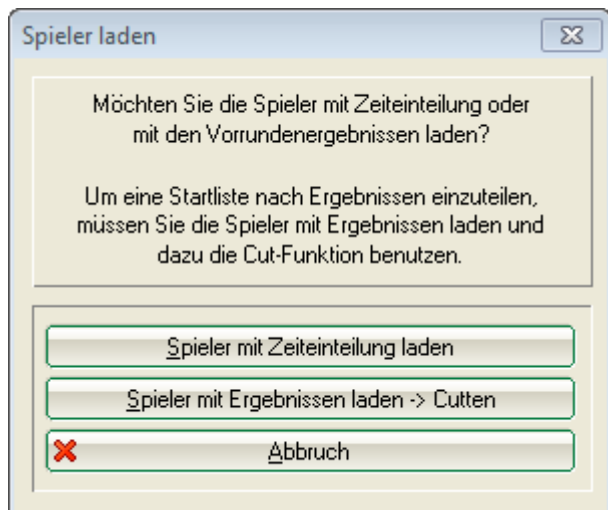 Spieler laden
Möchten Sie die Spieler mit Zeiteinteilung oder
mit den Vorrundenergebnissen laden?
Um eine Startliste nach Ergebnissen einzuteilen,
müssen Sie die Spieler mit Ergebnissen laden und
dazu die Cut-Funktion benutzen.
Spieler mit Zeiteinteilung laden
Spieler mit Ergebnissen laden -> Cutten
Abbruch